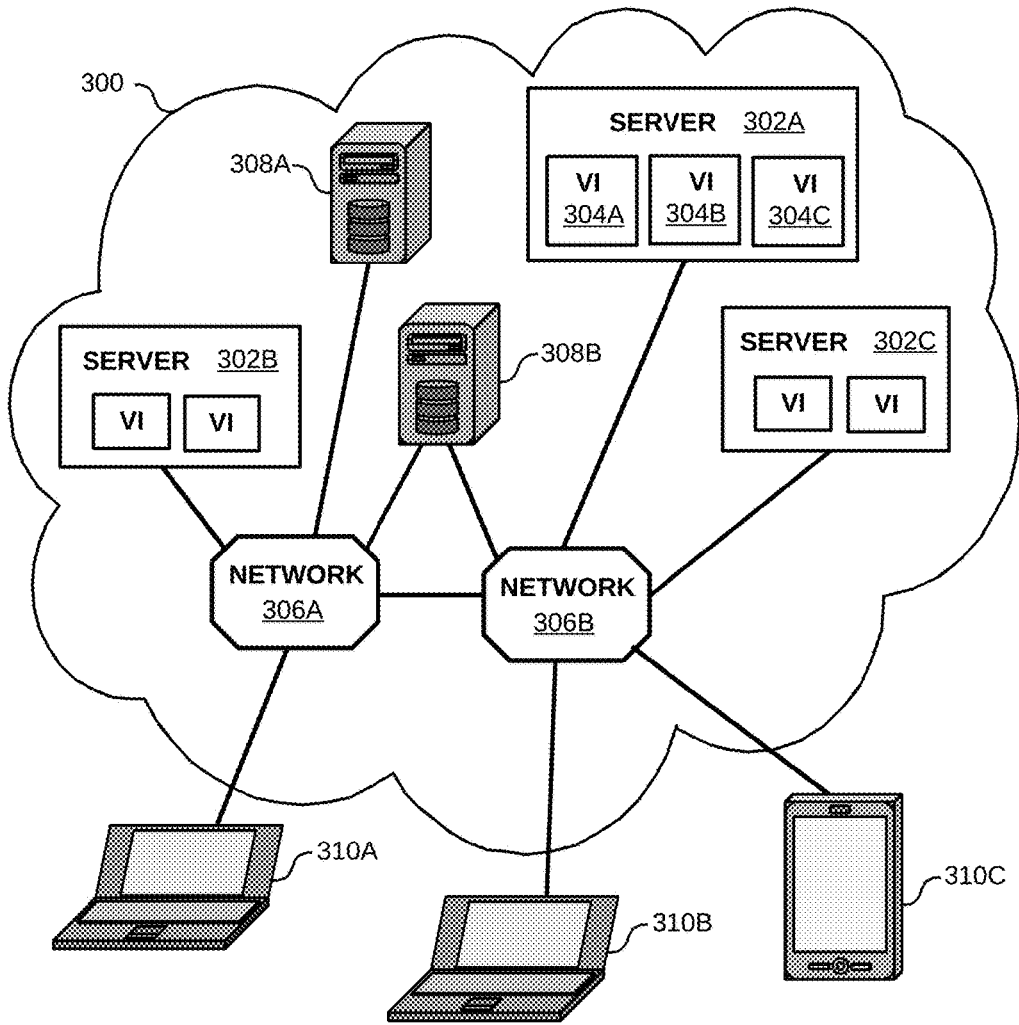 300
308A
SERVER 302A
VI VI VI
304A 304B 304C
308B
SERVER 302B
VI VI
SERVER 302C
VI VI
NETWORK
306A
NETWORK
306B
310A
310B
310C